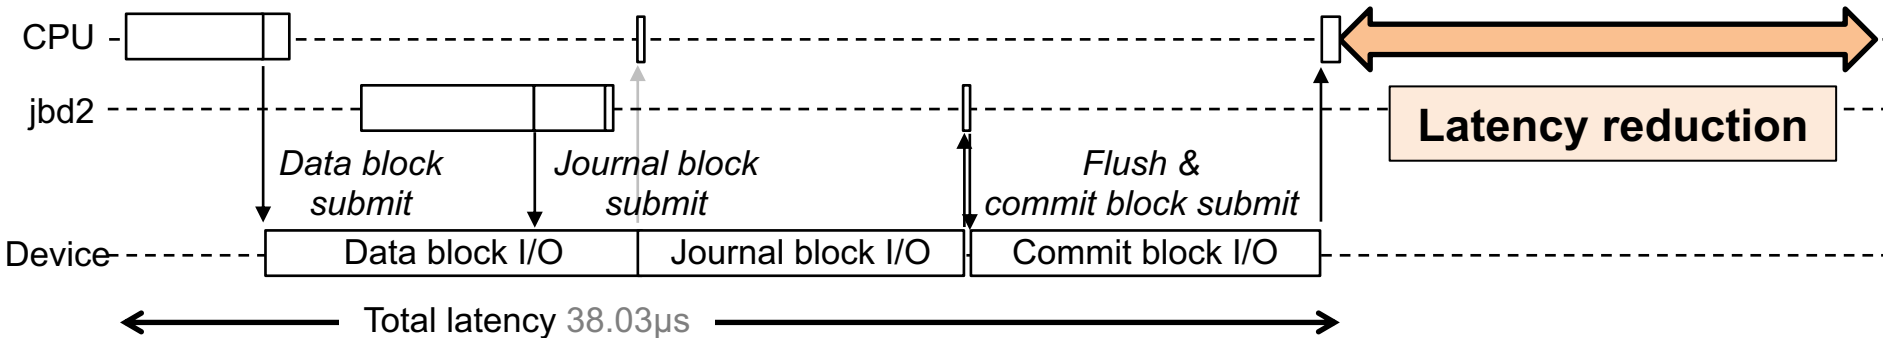 CPU
jbd2
Latency reduction
Data block
submit
Journal block
submit
Flush &
commit block submit
Device
Data block I/O
Journal block I/O
Commit block I/O
Total latency 38.03μs